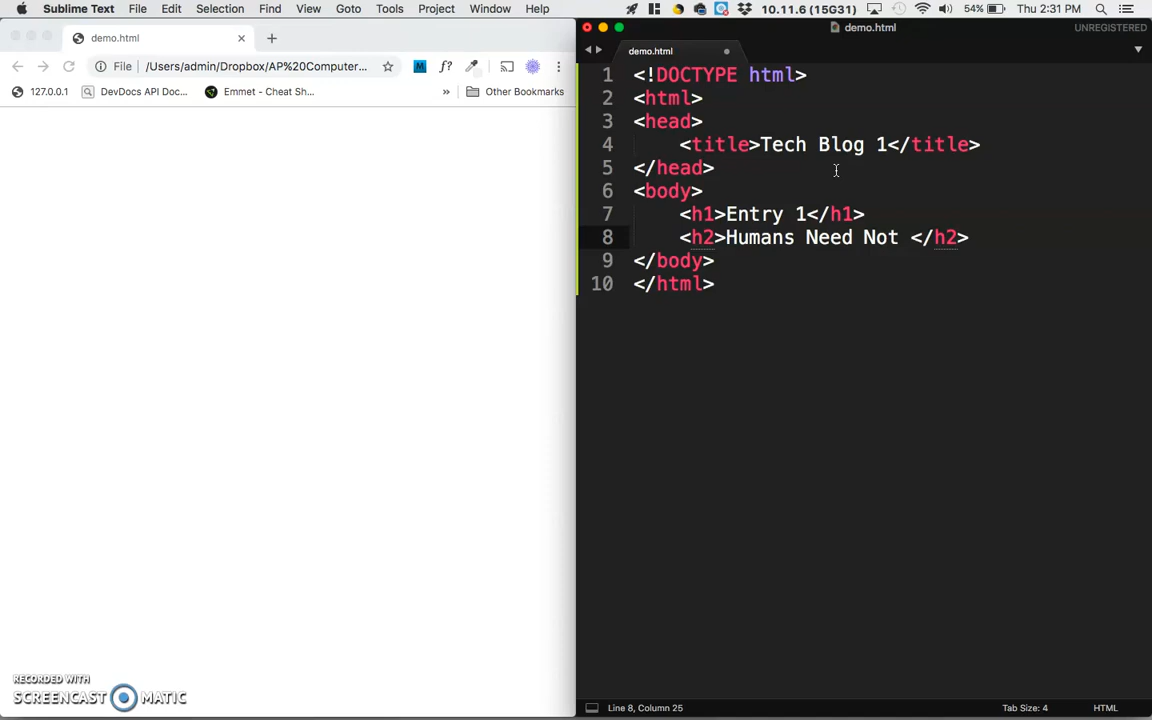 Sublime Text File Edit Selection Find View Goto Tools Project Window Help 10.11.6 (15G31) 54% Thu 2:31 PM
demo.html
File /Users/admin/Dropbox/AP%20Computer... f?
127.0.0.1 DevDocs API Doc... Emmet - Cheat Sh... » Other Bookmarks
RECORDED WITH
SCREENCAST MATIC
demo.html UNREGISTERED
demo.html
1 <!DOCTYPE html>
2 <html>
3 <head>
4 <title>Tech Blog 1</title>
5 </head>
6 <body>
7 <h1>Entry 1</h1>
8 <h2>Humans Need Not </h2>
9 </body>
10 </html>
Line 8, Column 25 Tab Size: 4 HTML